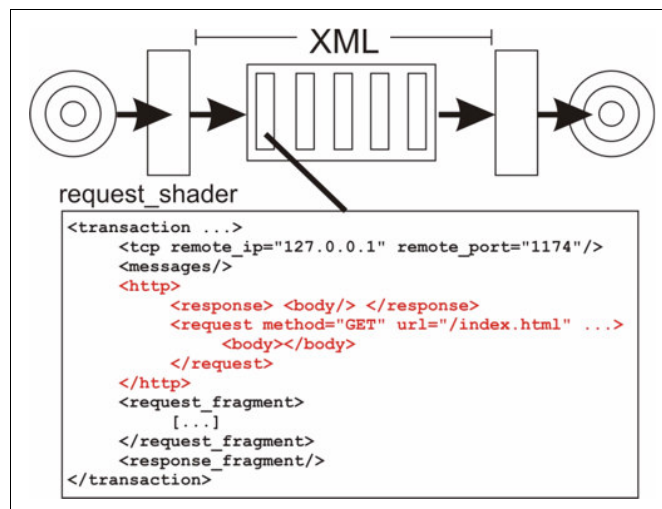 XML
request_shader
<transaction ...>
<tcp remote_ip="127.0.0.1" remote_port="1174"/>
<messages/>
<http>
<response> <body/> </response>
<request method="GET" url="/index.html" ...>
<body></body>
</request>
</http>
<request_fragment>
[...]
</request_fragment>
<response_fragment/>
</transaction>